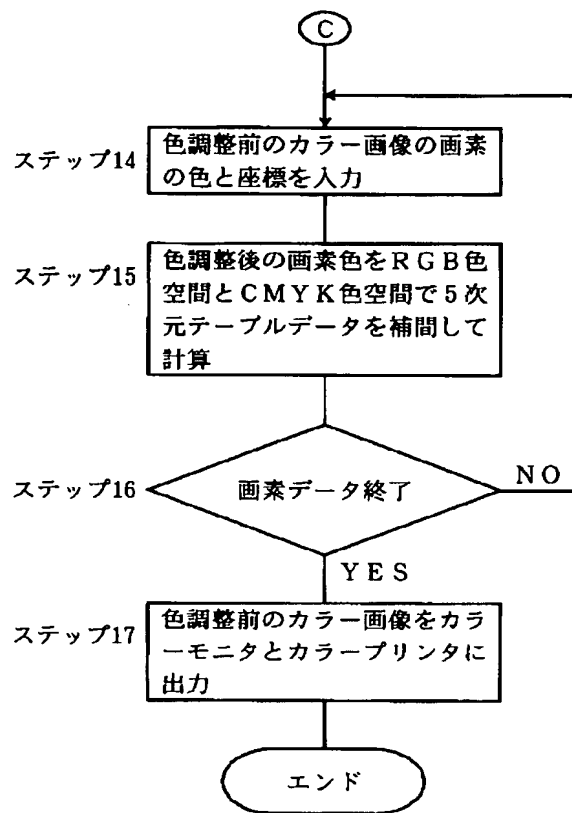 C
ステップ14
色調整前のカラー画像の画素
の色と座標を入力
ステップ15
色調整後の画素色をRGB色
空間とCMYK色空間で5次
元テーブルデータを補間して
計算
ステップ16
画素データ終了
NO
YES
ステップ17
色調整前のカラー画像をカラ
ーモニタとカラープリンタに
出力
エンド